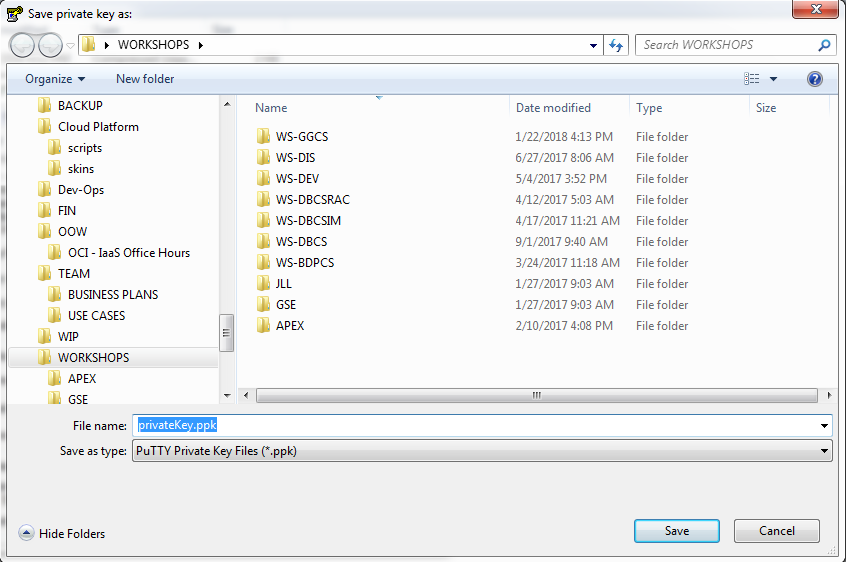 Save private key as:
WORKSHOPS
Search WORKSHOPS
Organize
New folder
BACKUP
Cloud Platform
scripts
skins
Dev-Ops
FIN
OOW
OCI - IaaS Office Hours
TEAM
BUSINESS PLANS
USE CASES
WIP
WORKSHOPS
APEX
GSE
Name Date modified Type Size
WS-GGCS 1/22/2018 4:13 PM File folder
WS-DIS 6/27/2017 8:06 AM File folder
WS-DEV 5/4/2017 3:52 PM File folder
WS-DBCSRAC 4/12/2017 5:03 AM File folder
WS-DBCSIM 4/17/2017 11:21 AM File folder
WS-DBCS 9/1/2017 9:40 AM File folder
WS-BDPCS 3/24/2017 11:18 AM File folder
JLL 1/27/2017 9:03 AM File folder
GSE 1/27/2017 9:03 AM File folder
APEX 2/10/2017 4:08 PM File folder
File name: privateKey.ppk
Save as type: PuTTY Private Key Files (*.ppk)
Hide Folders
Save
Cancel